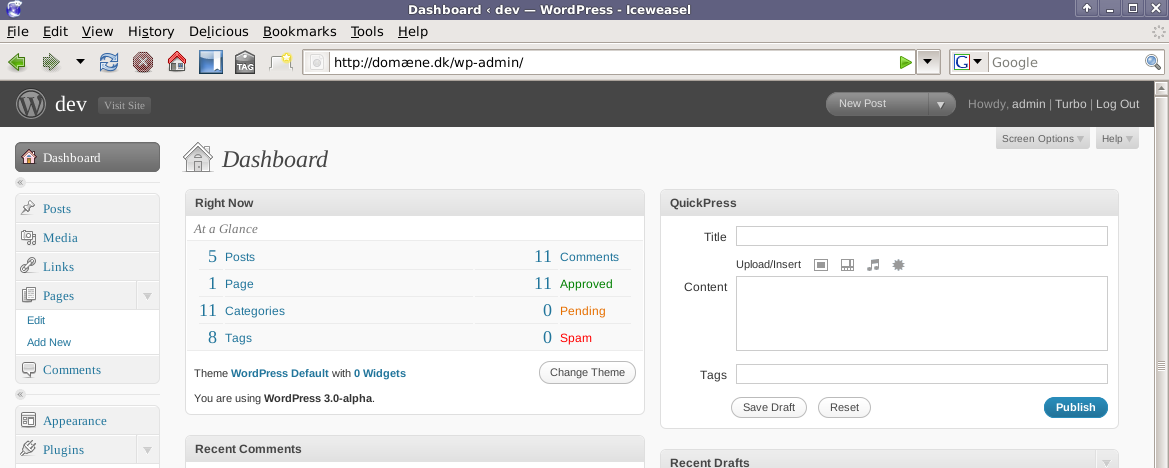 Dashboard ‹ dev — WordPress - Iceweasel
File Edit View History Delicious Bookmarks Tools Help
TAG http://domæne.dk/wp-admin/ G Google
dev Visit Site New Post Howdy, admin | Turbo | Log Out
Screen Options Help
Dashboard
Posts
Media
Links
Pages
Edit
Add New
Comments
Appearance
Plugins
Dashboard
Right Now
At a Glance
5 Posts 11 Comments
1 Page 11 Approved
11 Categories 0 Pending
8 Tags 0 Spam
Theme WordPress Default with 0 Widgets Change Theme
You are using WordPress 3.0-alpha.
Recent Comments
QuickPress
Title
Upload/Insert
Content
Tags
Save Draft Reset Publish
Recent Drafts